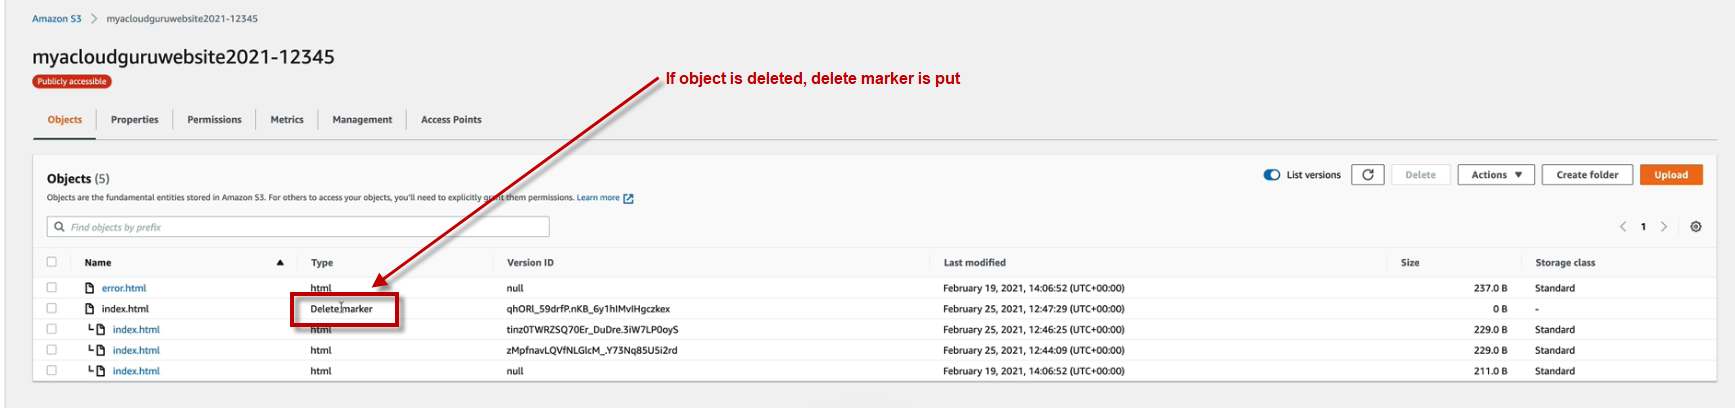 Amazon S3 > myacloudguruwebsite2021-12345
myacloudguruwebsite2021-12345
Publicly accessible
If object is deleted, delete marker is put
Objects Properties Permissions Metrics Management Access Points
Objects (5)
List versions Delete Actions Create folder Upload
Objects are the fundamental entities stored in Amazon S3. For others to access your objects, you'll need to explicitly grant them permissions. Learn more
Find objects by prefix
1
Name Type Version ID Last modified Size Storage class
error.html html null February 19, 2021, 14:06:52 (UTC+00:00) 237.0 B Standard
index.html Delete marker qhORl_59drfP.nKB_6y1hIMvIHgczkex February 25, 2021, 12:47:29 (UTC+00:00) 0 B -
index.html html tinz0TWRZSQ70Er_DuDre.3iW7LP0oyS February 25, 2021, 12:46:25 (UTC+00:00) 229.0 B Standard
index.html html zMpfnavLQVfNLGlcM_.Y73Nq85U5i2rd February 25, 2021, 12:44:09 (UTC+00:00) 229.0 B Standard
index.html html null February 19, 2021, 14:06:52 (UTC+00:00) 211.0 B Standard